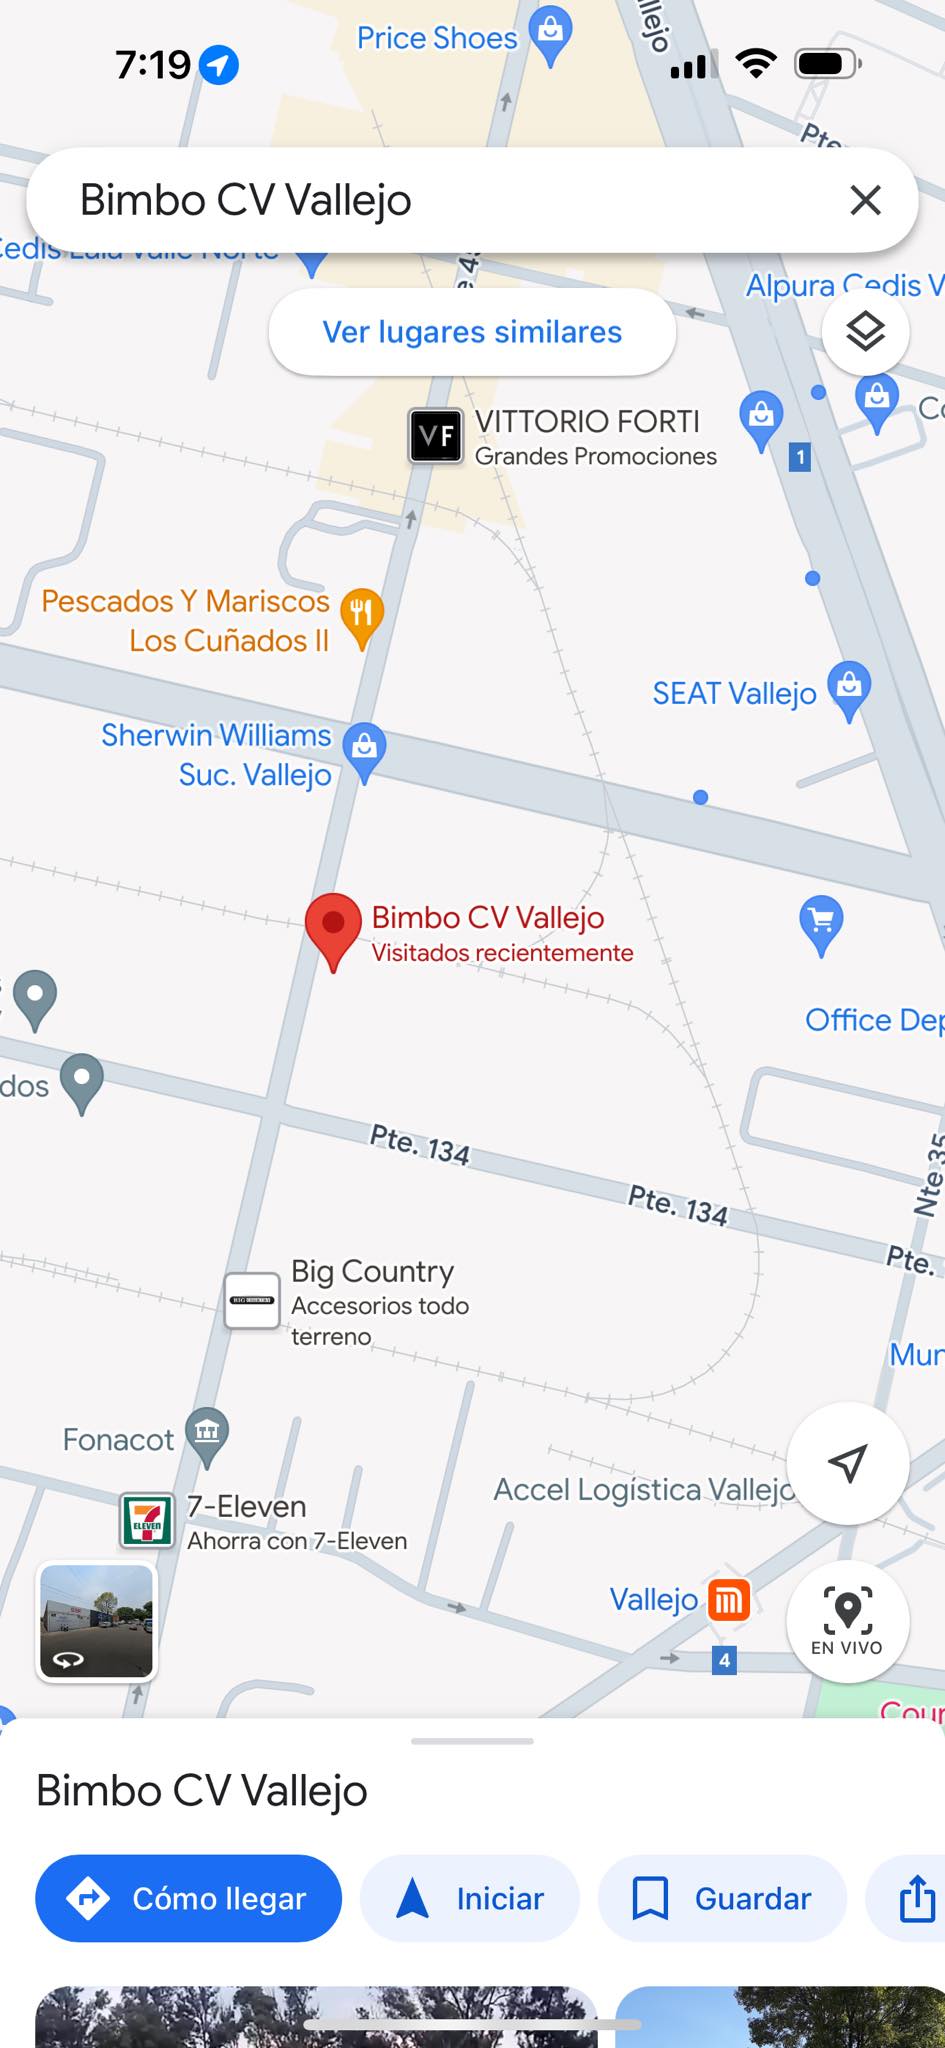 Price Shoes
7:19
Bimbo CV Vallejo
Alpura Cedis V
Ver lugares similares
VITTORIO FORTI
Grandes Promociones
1
Pescados Y Mariscos
Los Cuñados II
SEAT Vallejo
Sherwin Williams
Suc. Vallejo
Bimbo CV Vallejo
Visitados recientemente
Office Dep
dos
Pte. 134
Pte. 134
Nte 35
Pte.
Big Country
Accesorios todo
terreno
Mun
Fonacot
Accel Logística Vallejo
7-Eleven
Ahorra con 7-Eleven
Vallejo
EN VIVO
4
Bimbo CV Vallejo
Cómo llegar
Iniciar
Guardar